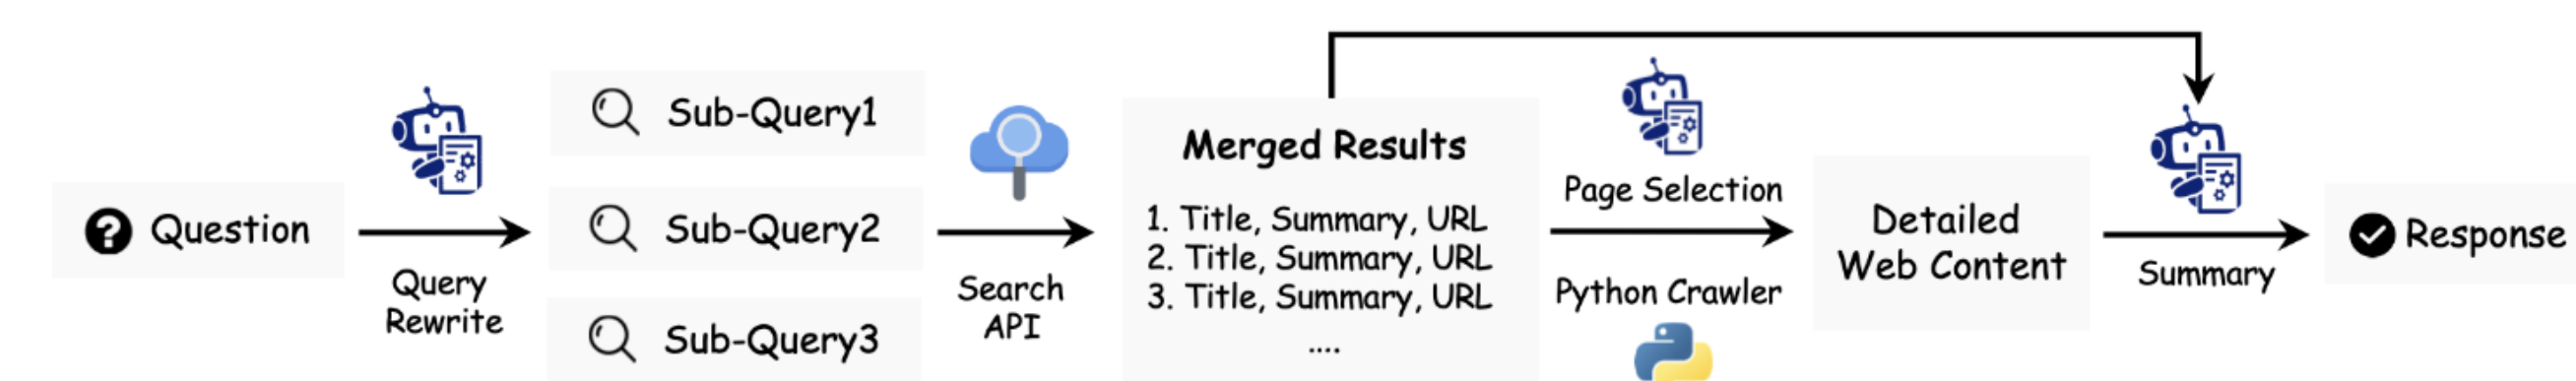 Question
Query
Rewrite
Sub-Query1
Sub-Query2
Sub-Query3
Search
API
Merged Results
1. Title, Summary, URL
2. Title, Summary, URL
3. Title, Summary, URL
....
Page Selection
Python Crawler
Detailed
Web Content
Summary
Response